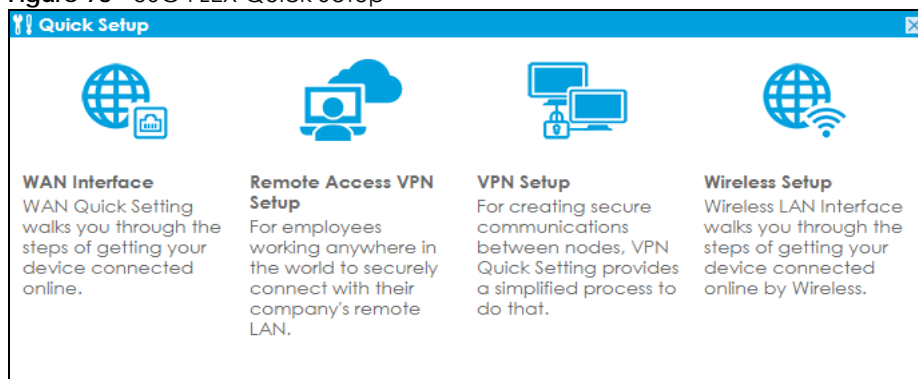 Quick Setup
WAN Interface
WAN Quick Setting
walks you through the
steps of getting your
device connected
online.
Remote Access VPN
Setup
For employees
working anywhere in
the world to securely
connect with their
company's remote
LAN.
VPN Setup
For creating secure
communications
between nodes, VPN
Quick Setting provides
a simplified process to
do that.
Wireless Setup
Wireless LAN Interface
walks you through the
steps of getting your
device connected
online by Wireless.